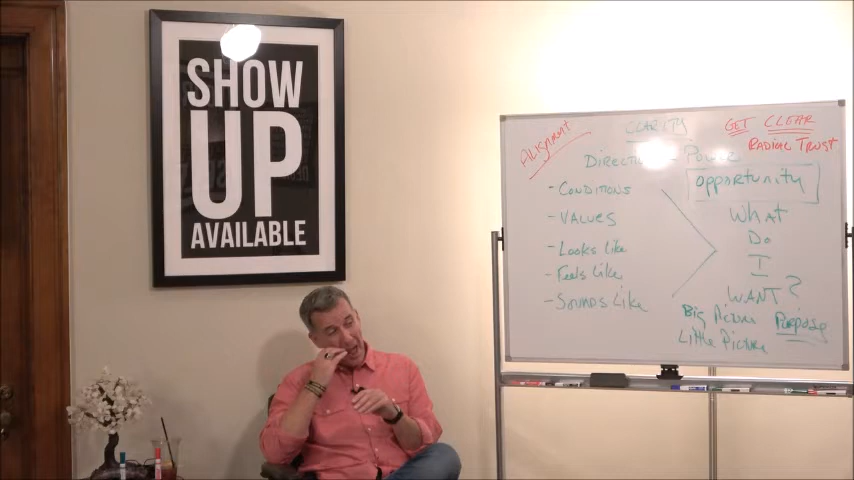 SHOW
UP
AVAILABLE
Alignment
CLARITY
GET CLEAR
RADICAL TRUST
Direction - Power
opportunity
- CONDITIONS
- VALUES
- Looks Like
- Feels Like
- Sounds Like
What
Do
I
WANT?
Big Picture Purpose
Little Picture